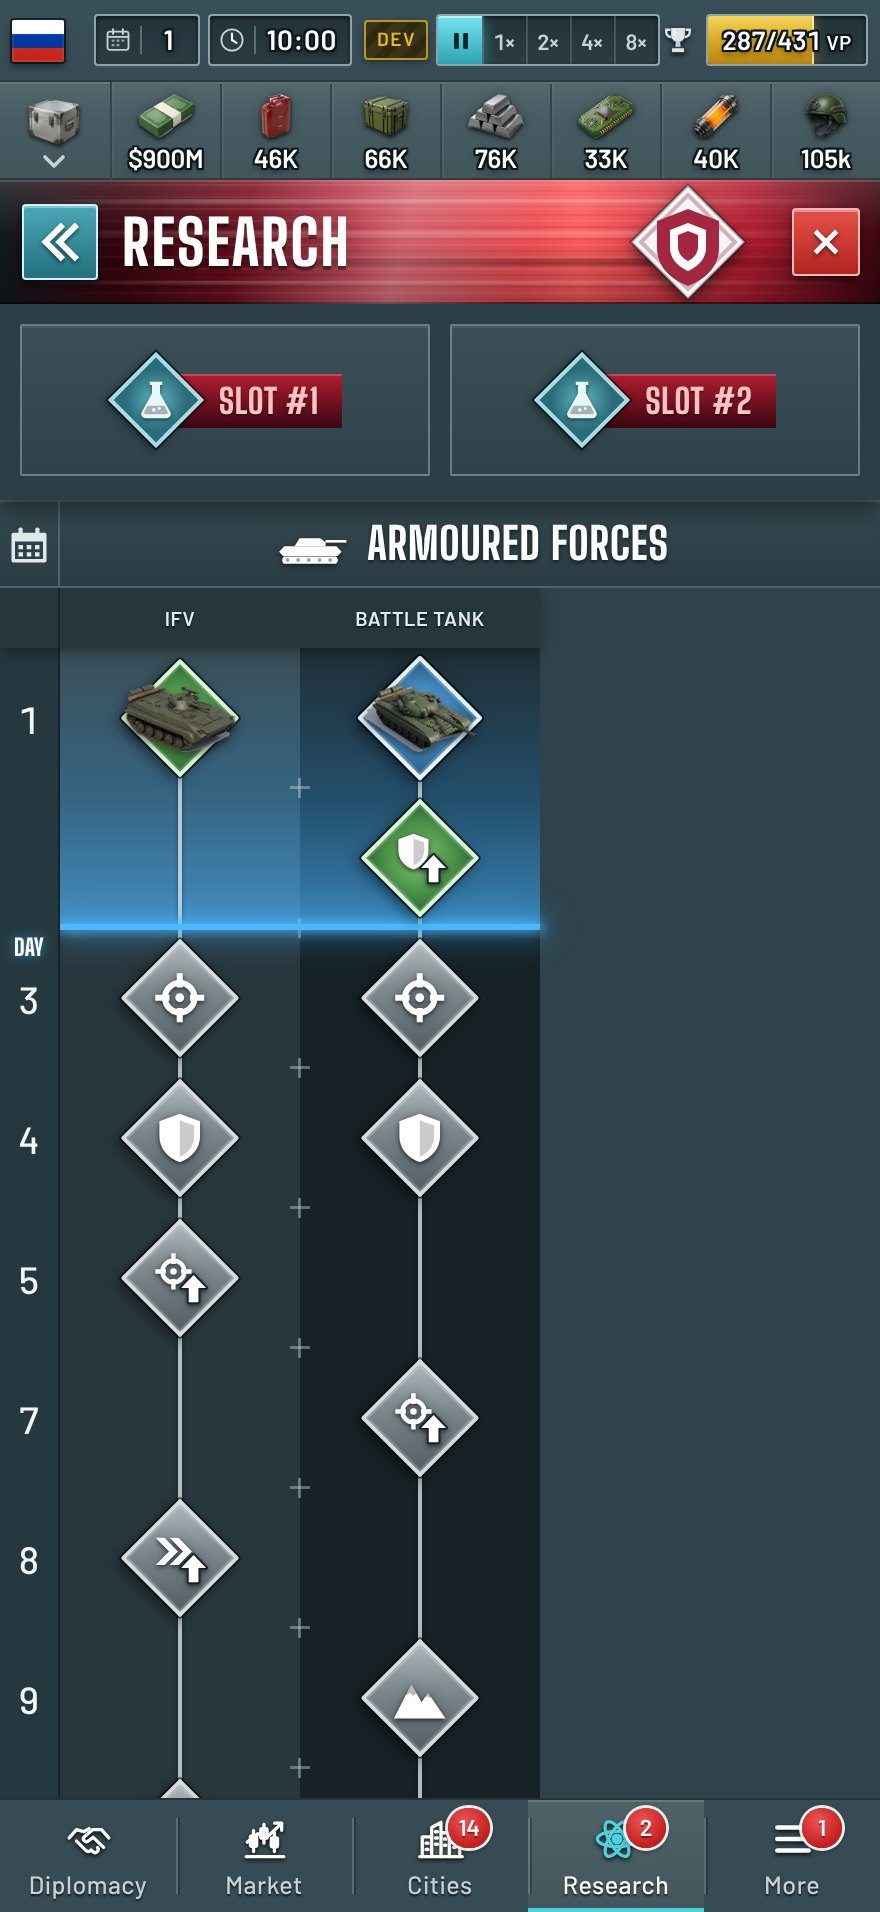 1 10:00 DEV 1× 2× 4× 8× 287/431 VP
$900M 46K 66K 76K 33K 40K 105k
RESEARCH
SLOT #1 SLOT #2
ARMOURED FORCES
IFV BATTLE TANK
1
DAY
3
4
5
7
8
9
14 2 1
Diplomacy Market Cities Research More